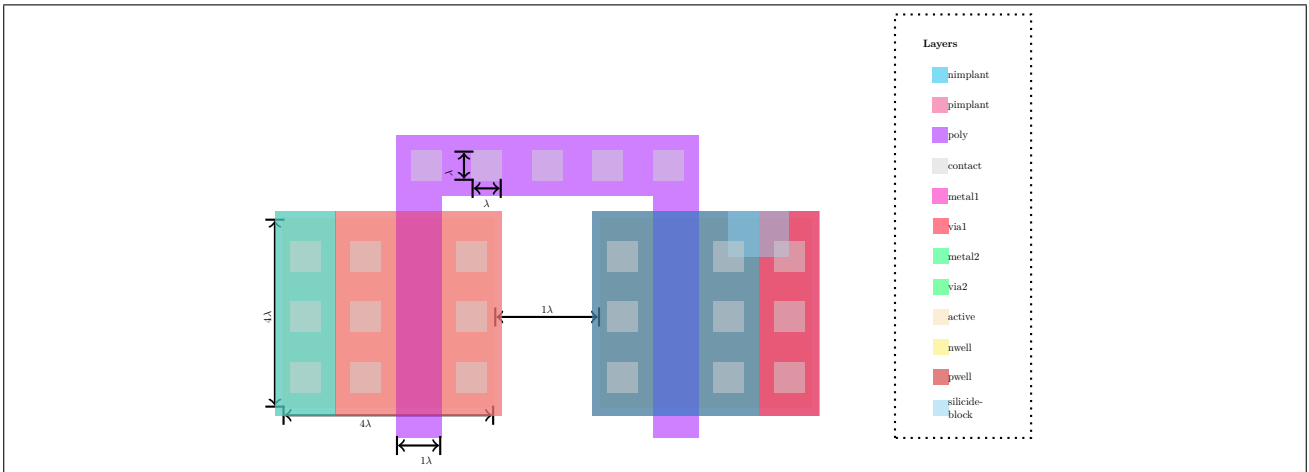 Layers
nimplant
pimplant
poly
contact
metal1
via1
metal2
via2
active
nwell
pwell
silicide-
block
λ
λ
4λ
1λ
4λ
1λ